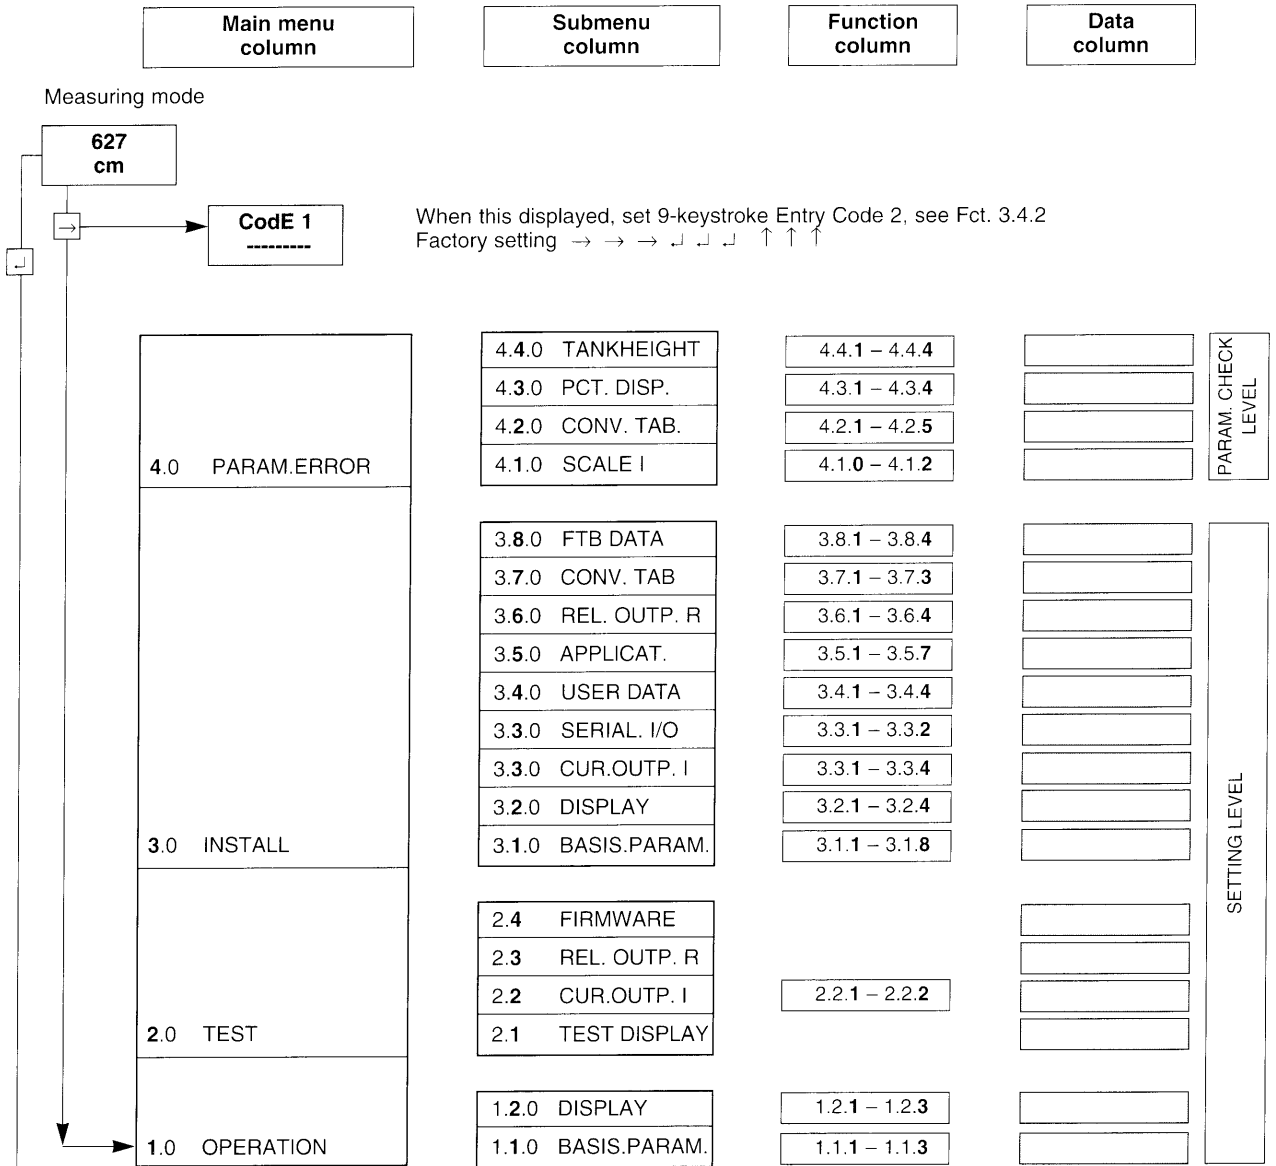 Main menu column
Submenu column
Function column
Data column
Measuring mode
627
cm
→
CodE 1
---------
When this displayed, set 9-keystroke Entry Code 2, see Fct. 3.4.2
Factory setting → → → ↵ ↵ ↵ ↑ ↑ ↑
↵
4.4.0 TANKHEIGHT 4.4.1 – 4.4.4
4.3.0 PCT. DISP. 4.3.1 – 4.3.4
4.2.0 CONV. TAB. 4.2.1 – 4.2.5
4.0 PARAM.ERROR 4.1.0 SCALE I 4.1.0 – 4.1.2
PARAM. CHECK LEVEL
3.8.0 FTB DATA 3.8.1 – 3.8.4
3.7.0 CONV. TAB 3.7.1 – 3.7.3
3.6.0 REL. OUTP. R 3.6.1 – 3.6.4
3.5.0 APPLICAT. 3.5.1 – 3.5.7
3.4.0 USER DATA 3.4.1 – 3.4.4
3.3.0 SERIAL. I/O 3.3.1 – 3.3.2
3.3.0 CUR.OUTP. I 3.3.1 – 3.3.4
3.2.0 DISPLAY 3.2.1 – 3.2.4
3.0 INSTALL 3.1.0 BASIS.PARAM. 3.1.1 – 3.1.8
2.4 FIRMWARE
2.3 REL. OUTP. R
2.2 CUR.OUTP. I 2.2.1 – 2.2.2
2.0 TEST 2.1 TEST DISPLAY
1.2.0 DISPLAY 1.2.1 – 1.2.3
1.0 OPERATION 1.1.0 BASIS.PARAM. 1.1.1 – 1.1.3
SETTING LEVEL